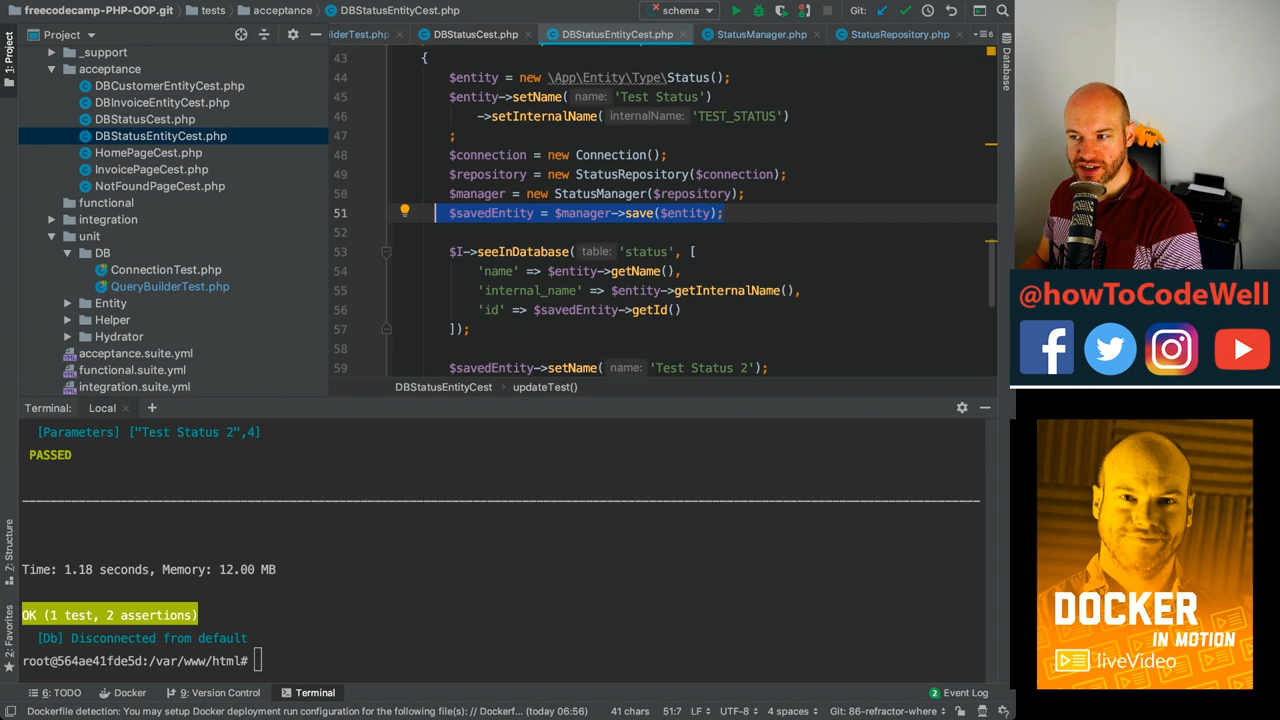 freecodecamp-PHP-OOP.git
tests
acceptance
DBStatusEntityCest.php
schema
Git:
Project
ilderTest.php
DBStatusCest.php
DBStatusEntityCest.php
StatusManager.php
StatusRepository.php
6
1: Project
_support
acceptance
DBCustomerEntityCest.php
DBInvoiceEntityCest.php
DBStatusCest.php
DBStatusEntityCest.php
HomePageCest.php
InvoicePageCest.php
NotFoundPageCest.php
functional
integration
unit
DB
ConnectionTest.php
QueryBuilderTest.php
Entity
Helper
Hydrator
acceptance.suite.yml
functional.suite.yml
integration.suite.yml
43 {
44 $entity = new \App\Entity\Type\Status();
45 $entity->setName( name: 'Test Status')
46 ->setInternalName( internalName: 'TEST_STATUS')
47 ;
48 $connection = new Connection();
49 $repository = new StatusRepository($connection);
50 $manager = new StatusManager($repository);
51 $savedEntity = $manager->save($entity);
52
53 $I->seeInDatabase( table: 'status', [
54 'name' => $entity->getName(),
55 'internal_name' => $entity->getInternalName(),
56 'id' => $savedEntity->getId()
57 ]);
58
59 $savedEntity->setName( name: 'Test Status 2');
DBStatusEntityCest
updateTest()
Database
Terminal:
Local
[Parameters] ["Test Status 2",4]
PASSED
Time: 1.18 seconds, Memory: 12.00 MB
OK (1 test, 2 assertions)
[Db] Disconnected from default
root@564ae41fde5d:/var/www/html#
Z: Structure
2: Favorites
6: TODO
Docker
9: Version Control
Terminal
2 Event Log
Dockerfile detection: You may setup Docker deployment run configuration for the following file(s): // Dockerf... (today 06:56)
41 chars
51:7
LF
UTF-8
4 spaces
Git: 86-refractor-where
php
@howToCodeWell
DOCKER
IN MOTION
liveVideo